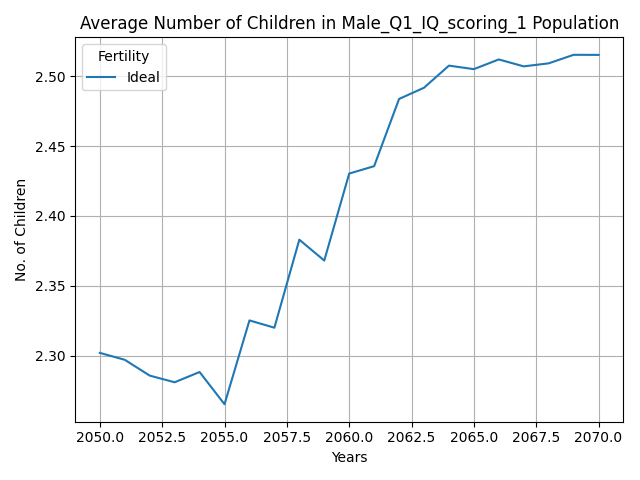 Average Number of Children in Male_Q1_IQ_scoring_1 Population
Fertility
Ideal
No. of Children
2.50
2.45
2.40
2.35
2.30
2050.0 2052.5 2055.0 2057.5 2060.0 2062.5 2065.0 2067.5 2070.0
Years